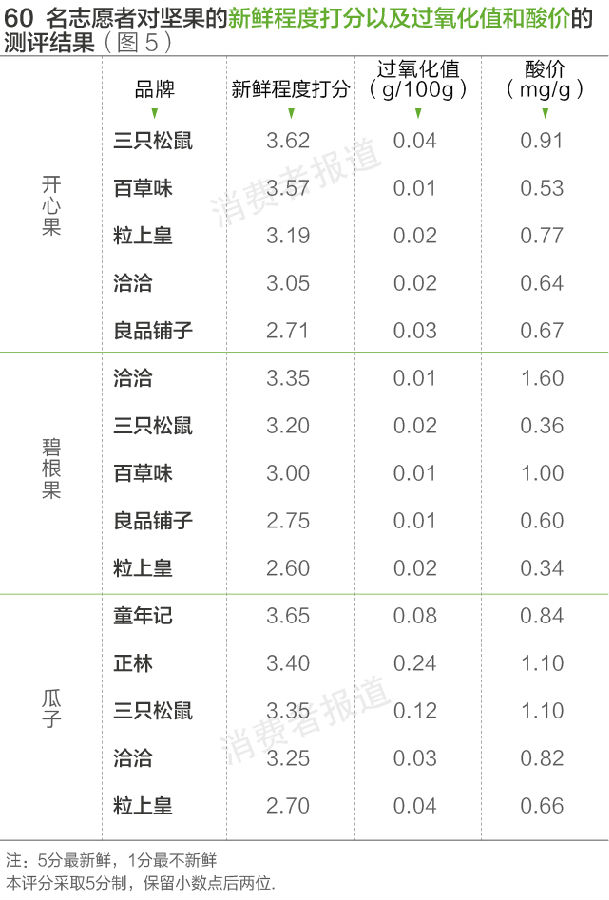 60 名志愿者对坚果的新鲜程度打分以及过氧化值和酸价的
测评结果（图5）
品牌 新鲜程度打分 过氧化值（g/100g） 酸价（mg/g）
开心果
三只松鼠 3.62 0.04 0.91
百草味 3.57 0.01 0.53
粒上皇 3.19 0.02 0.77
洽洽 3.05 0.02 0.64
良品铺子 2.71 0.03 0.67
碧根果
洽洽 3.35 0.01 1.60
三只松鼠 3.20 0.02 0.36
百草味 3.00 0.01 1.00
良品铺子 2.75 0.01 0.60
粒上皇 2.60 0.02 0.34
瓜子
童年记 3.65 0.08 0.84
正林 3.40 0.24 1.10
三只松鼠 3.35 0.12 1.10
洽洽 3.25 0.03 0.82
粒上皇 2.70 0.04 0.66
消费者报道
消费者报道
注：5分最新鲜，1分最不新鲜
本评分采取5分制，保留小数点后两位.